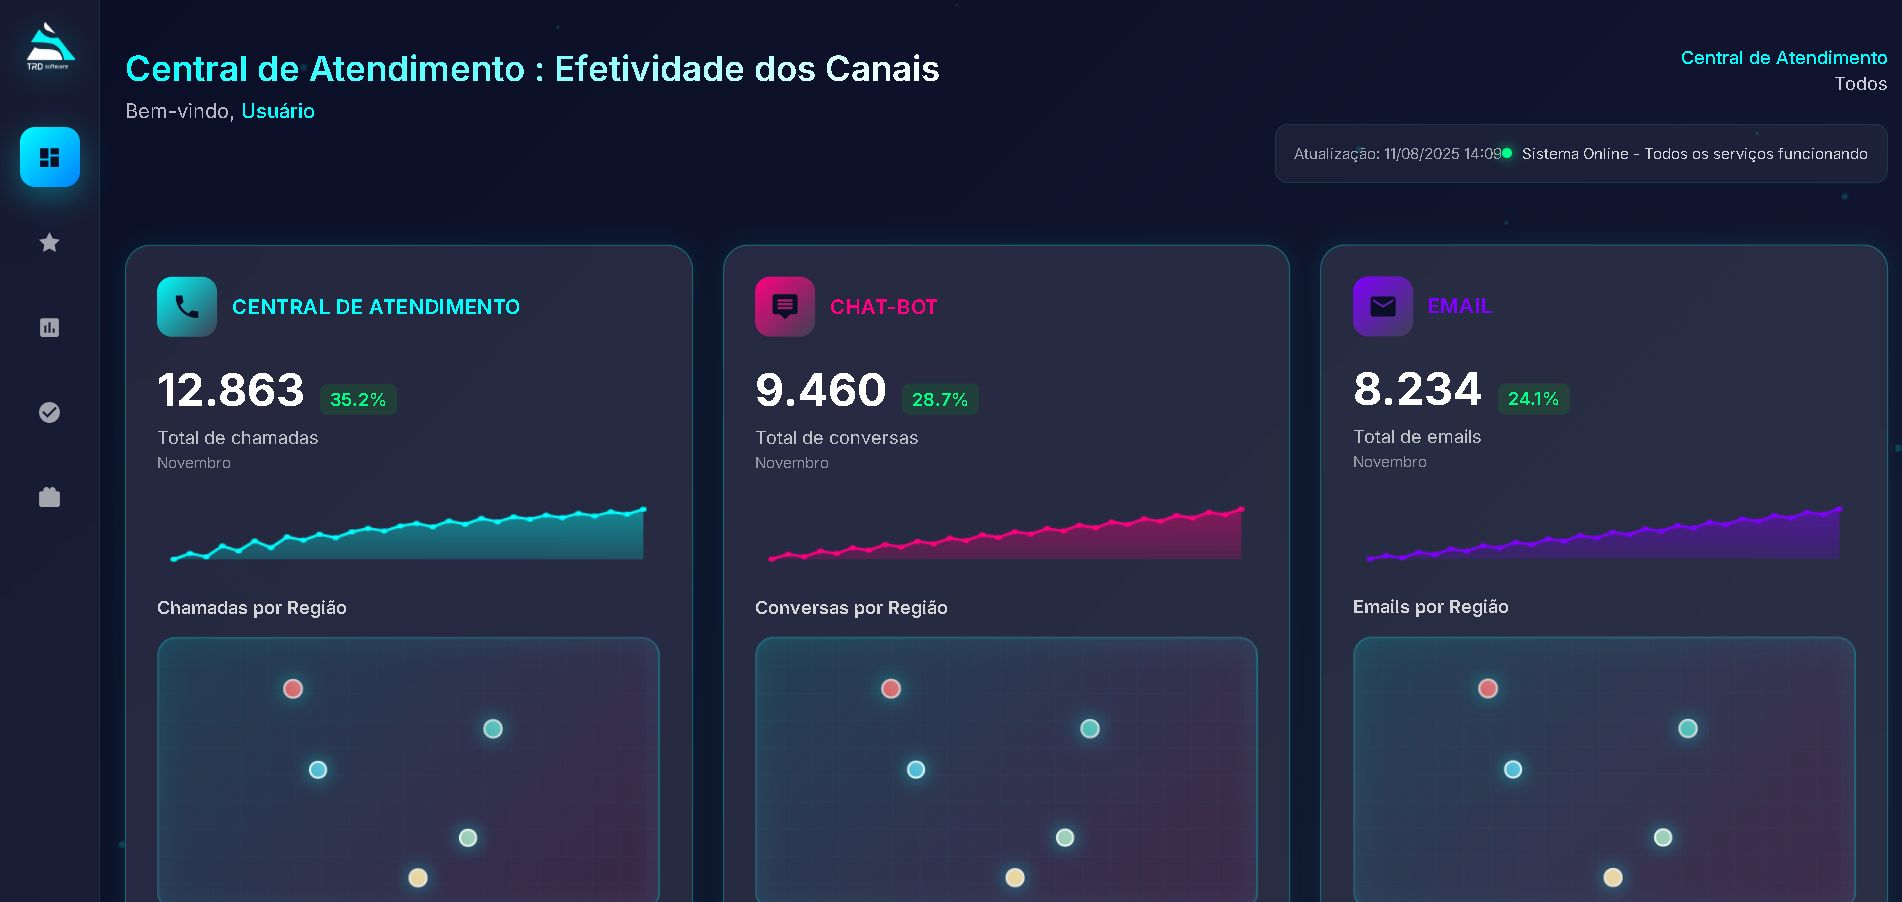 TRD software
Central de Atendimento : Efetividade dos Canais
Bem-vindo, Usuário
Central de Atendimento
Todos
Atualização: 11/08/2025 14:09 Sistema Online - Todos os serviços funcionando
CENTRAL DE ATENDIMENTO
12.863 35.2%
Total de chamadas
Novembro
Chamadas por Região
CHAT-BOT
9.460 28.7%
Total de conversas
Novembro
Conversas por Região
EMAIL
8.234 24.1%
Total de emails
Novembro
Emails por Região